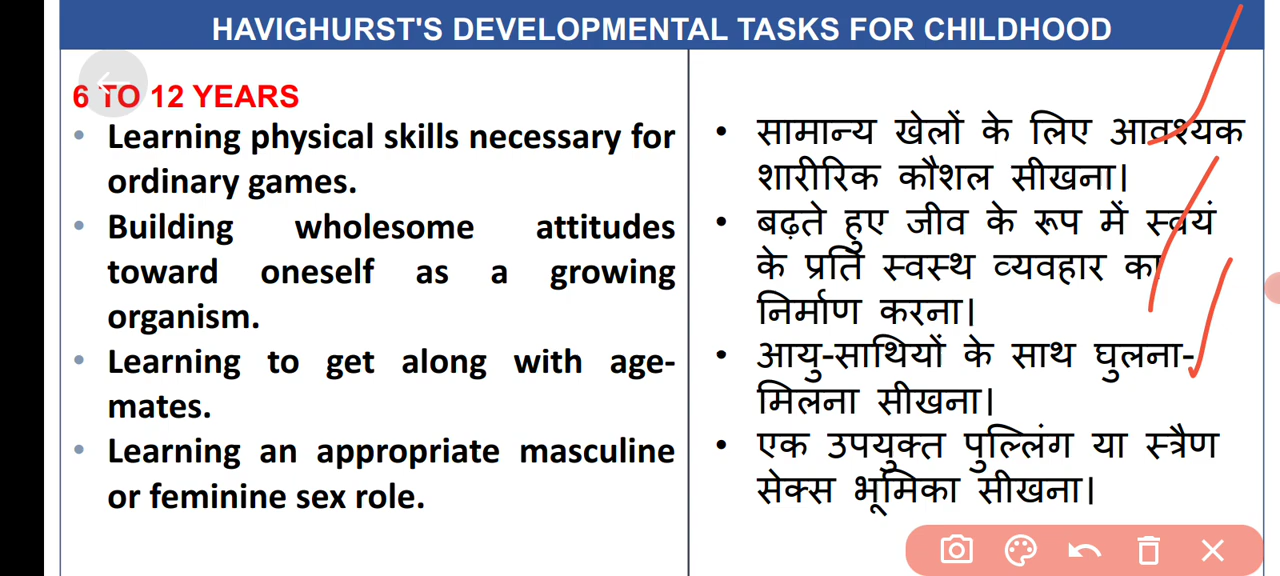 HAVIGHURST'S DEVELOPMENTAL TASKS FOR CHILDHOOD
6 TO 12 YEARS
• Learning physical skills necessary for
ordinary games.
• Building wholesome attitudes
toward oneself as a growing
organism.
• Learning to get along with age-
mates.
• Learning an appropriate masculine
or feminine sex role.
• सामान्य खेलों के लिए आवश्यक
शारीरिक कौशल सीखना।
• बढ़ते हुए जीव के रूप में स्वयं
के प्रति स्वस्थ व्यवहार का
निर्माण करना।
• आयु-साथियों के साथ घुलना-
मिलना सीखना।
• एक उपयुक्त पुल्लिंग या स्त्रैण
सेक्स भूमिका सीखना।